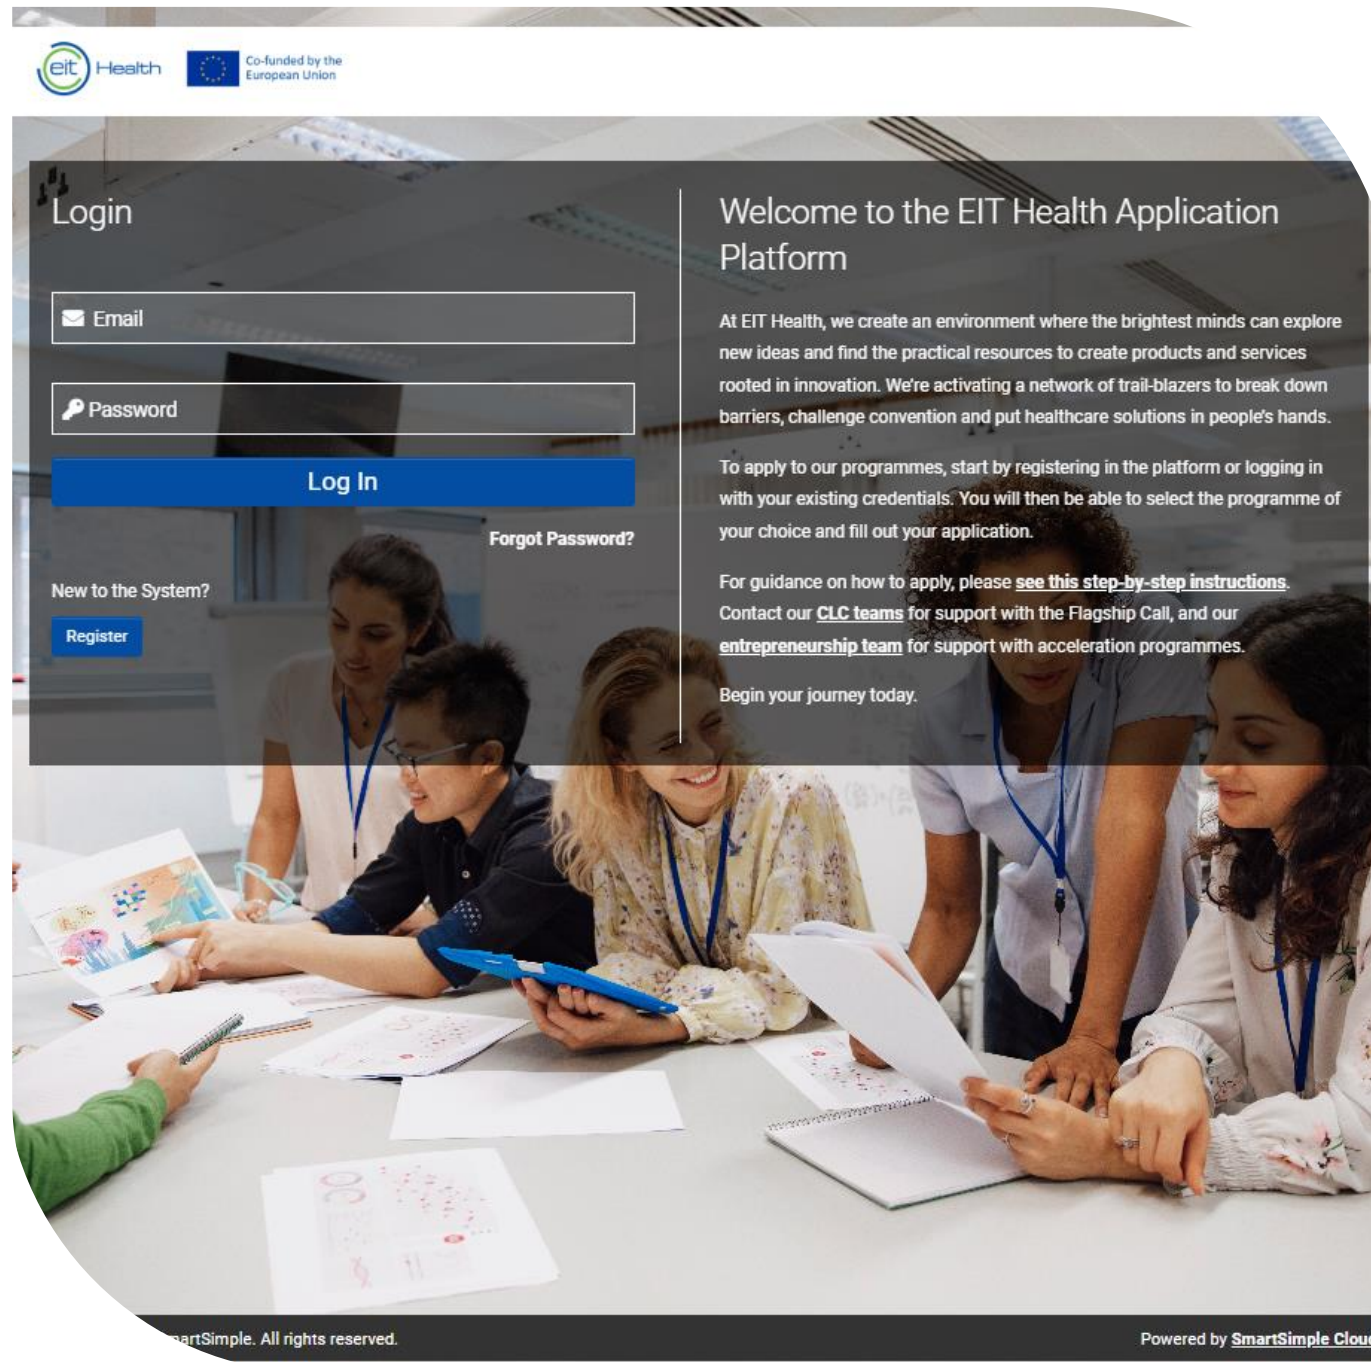 eit Health
Co-funded by the
European Union
Login
Email
Password
Log In
Forgot Password?
New to the System?
Register
Welcome to the EIT Health Application
Platform
At EIT Health, we create an environment where the brightest minds can explore
new ideas and find the practical resources to create products and services
rooted in innovation. We're activating a network of trail-blazers to break down
barriers, challenge convention and put healthcare solutions in people's hands.
To apply to our programmes, start by registering in the platform or logging in
with your existing credentials. You will then be able to select the programme of
your choice and fill out your application.
For guidance on how to apply, please see this step-by-step instructions.
Contact our CLC teams for support with the Flagship Call, and our
entrepreneurship team for support with acceleration programmes.
Begin your journey today.
artSimple. All rights reserved.
Powered by SmartSimple Cloud